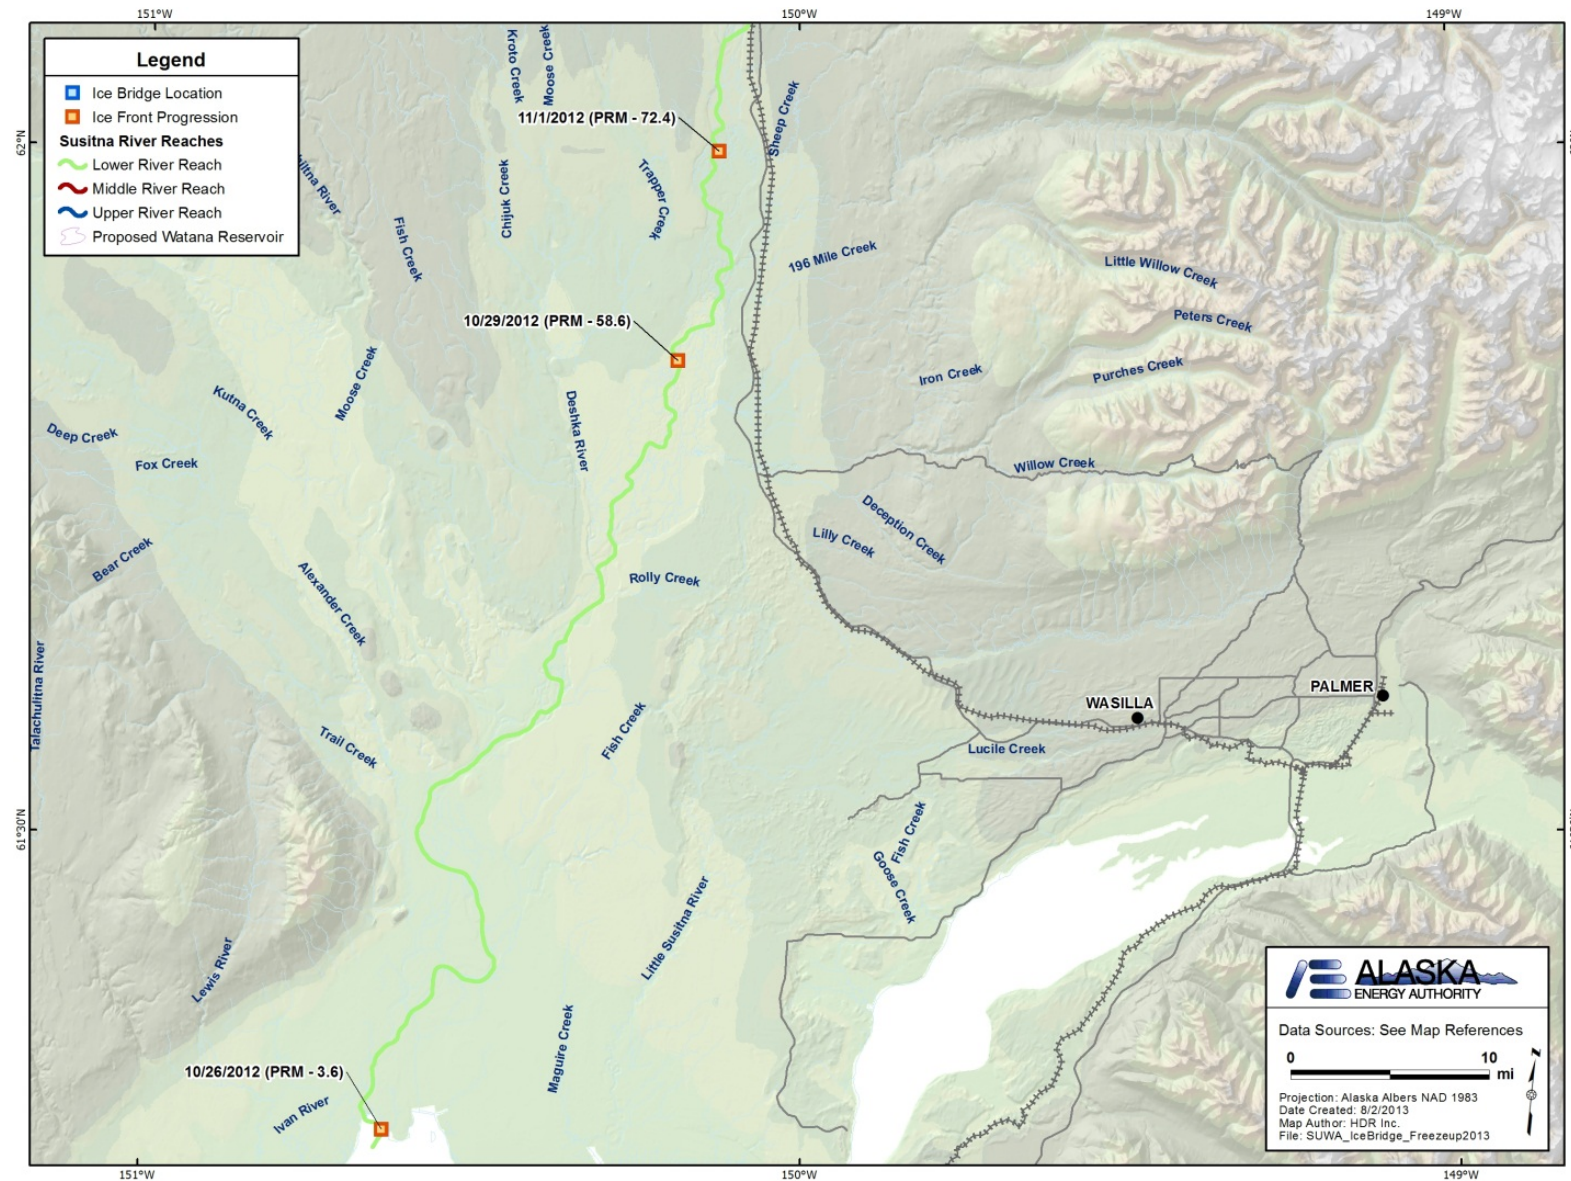 151°W
150°W
149°W
Legend
Ice Bridge Location
Ice Front Progression
Susitna River Reaches
Lower River Reach
Middle River Reach
Upper River Reach
Proposed Watana Reservoir
Kroto Creek
Moose Creek
11/1/2012 (PRM - 72.4)
Sheep Creek
62°N
Chijuk Creek
Trapper Creek
Fish Creek
196 Mile Creek
Little Willow Creek
10/29/2012 (PRM - 58.6)
Peters Creek
Purches Creek
Iron Creek
Moose Creek
Kutna Creek
Deshka River
Deep Creek
Fox Creek
Willow Creek
Deception Creek
Lilly Creek
Bear Creek
Rolly Creek
Alexander Creek
Talachulitna River
PALMER
WASILLA
Fish Creek
Trail Creek
Lucile Creek
61°30'N
Fish Creek
Goose Creek
Little Susitna River
Lewis River
Maguire Creek
10/26/2012 (PRM - 3.6)
Ivan River
ALASKA
ENERGY AUTHORITY
Data Sources: See Map References
0 10
mi
N
Projection: Alaska Albers NAD 1983
Date Created: 8/2/2013
Map Author: HDR Inc.
File: SUWA_IceBridge_Freezeup2013
151°W
150°W
149°W